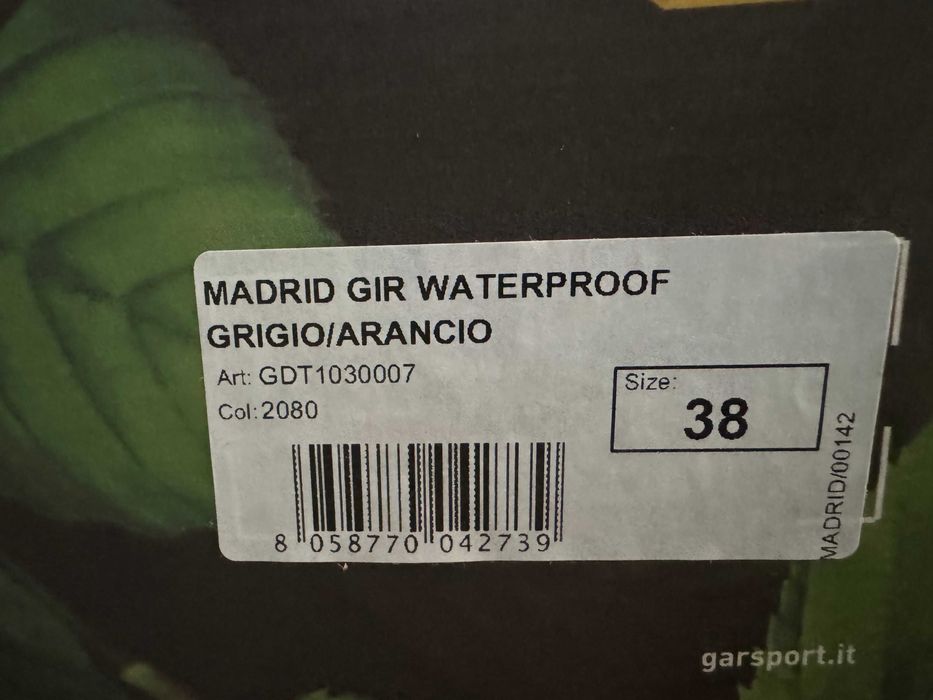 MADRID GIR WATERPROOF
GRIGIO/ARANCIO
Art: GDT1030007
Col:2080
Size:
38
MADRID/00142
8 058770 042739
garsport.it